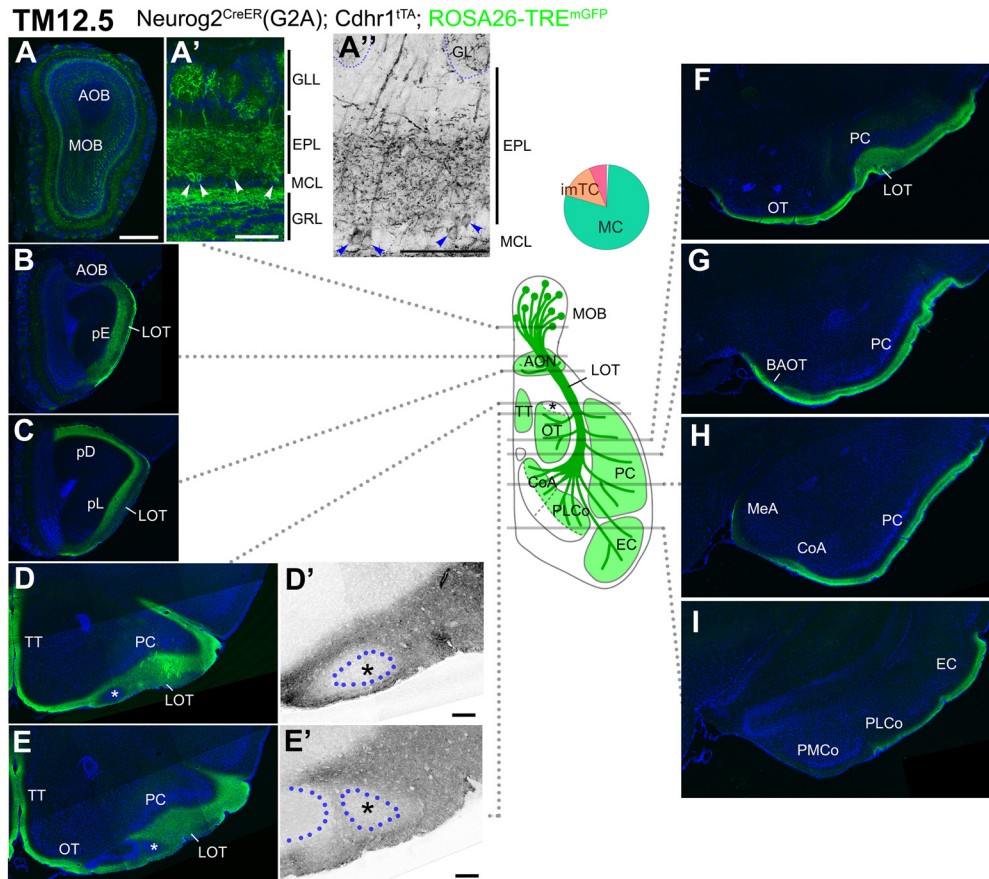 TM12.5 Neurog2CreER(G2A); Cdhr1tTA; ROSA26-TREmGFP
A
AOB
MOB
A’
GLL
EPL
MCL
GRL
A’’
GL
EPL
MCL
imTC
MC
B
AOB
pE
LOT
C
pD
pL
LOT
D
TT
PC
*
LOT
D’
*
E
TT
PC
OT
*
LOT
E’
*
MOB
AON
LOT
TT
*
OT
PC
CoA
PLCo
EC
F
PC
OT
LOT
G
PC
BAOT
H
MeA
PC
CoA
I
EC
PLCo
PMCo